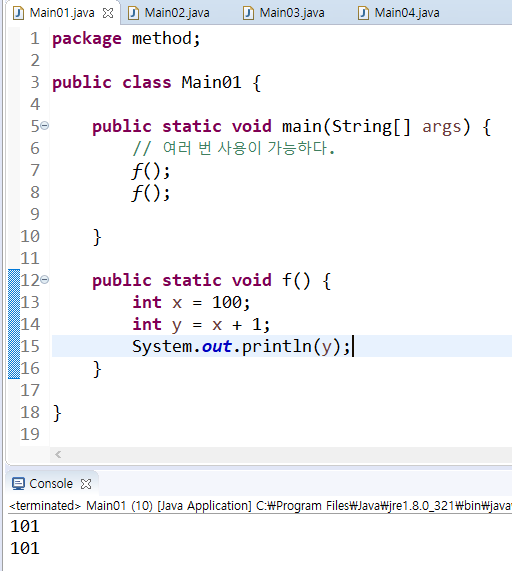 Main01.java Main02.java Main03.java Main04.java
1 package method;
2
3 public class Main01 {
4
5 public static void main(String[] args) {
6 // 여러 번 사용이 가능하다.
7 f();
8 f();
9
10 }
11
12 public static void f() {
13 int x = 100;
14 int y = x + 1;
15 System.out.println(y);
16 }
17
18 }
19
Console
<terminated> Main01 (10) [Java Application] C:₩Program Files₩Java₩jre1.8.0_321₩bin₩java
101
101